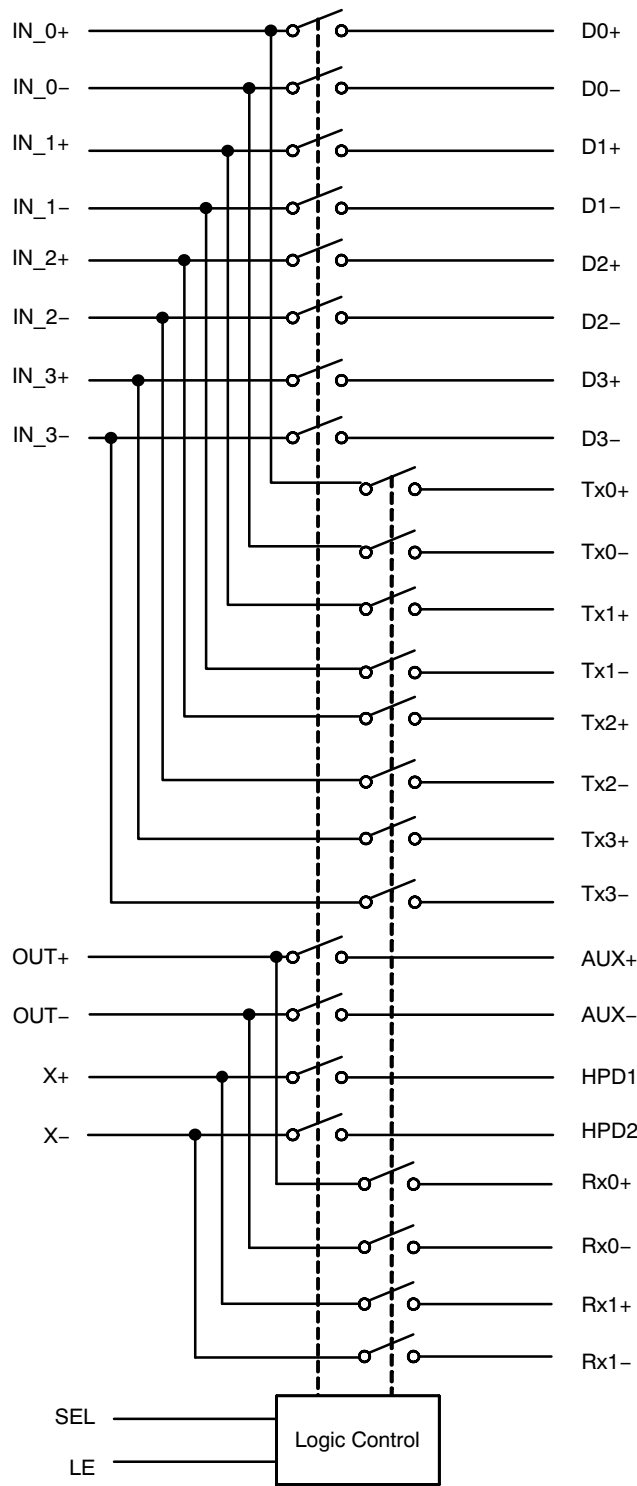 IN_0+ D0+
IN_0− D0−
IN_1+ D1+
IN_1− D1−
IN_2+ D2+
IN_2− D2−
IN_3+ D3+
IN_3− D3−
Tx0+
Tx0−
Tx1+
Tx1−
Tx2+
Tx2−
Tx3+
Tx3−
OUT+ AUX+
OUT− AUX−
X+ HPD1
X− HPD2
Rx0+
Rx0−
Rx1+
Rx1−
SEL
Logic Control
LE